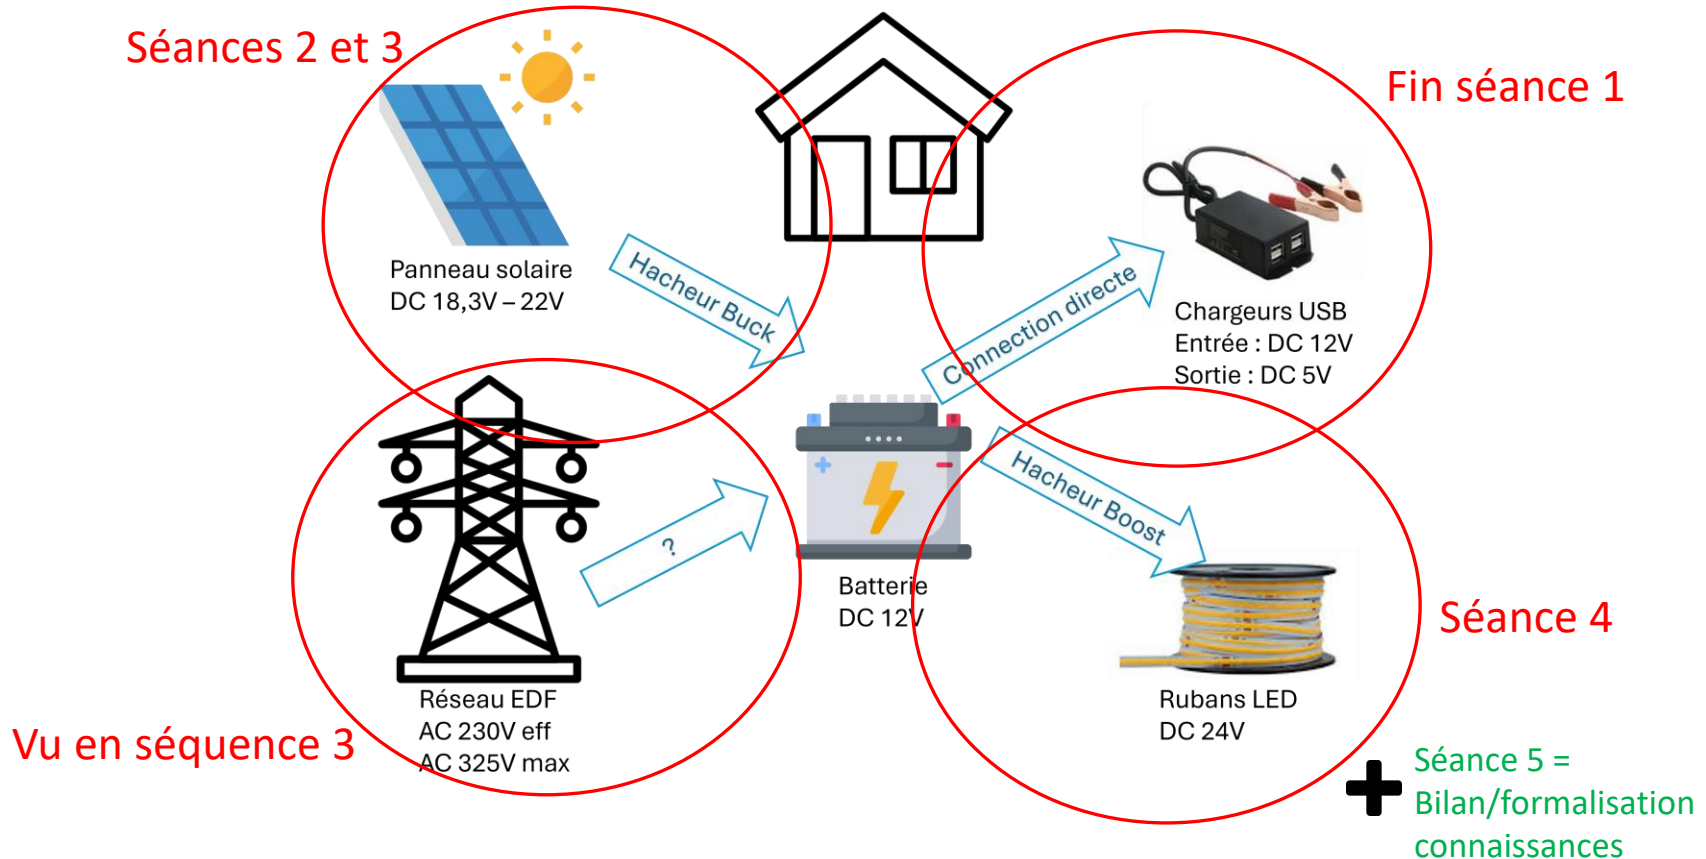 Séances 2 et 3
Fin séance 1
Panneau solaire
DC 18,3V – 22V
Hacheur Buck
Connection directe
Chargeurs USB
Entrée : DC 12V
Sortie : DC 5V
?
Hacheur Boost
Batterie
DC 12V
Séance 4
Réseau EDF
AC 230V eff
AC 325V max
Rubans LED
DC 24V
Vu en séquence 3
Séance 5 =
Bilan/formalisation
connaissances